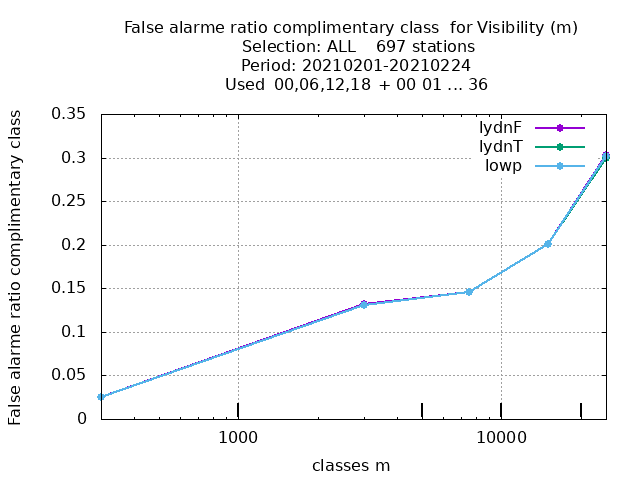 False alarme ratio complimentary class  for Visibility (m)
Selection: ALL    697 stations
Period: 20210201-20210224
Used  00,06,12,18 + 00 01 ... 36
False alarme ratio complimentary class
0.35
0.3
0.25
0.2
0.15
0.1
0.05
0
lydnF
lydnT
lowp
1000
10000
classes m